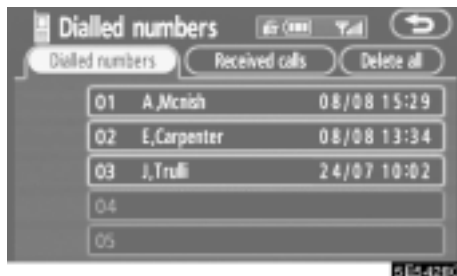 Dialled numbers
Dialled numbers Received calls Delete all
01 A,Mcnish 08/08 15:29
02 E,Carpenter 08/08 13:34
03 J,Trulli 24/07 10:02
04
05